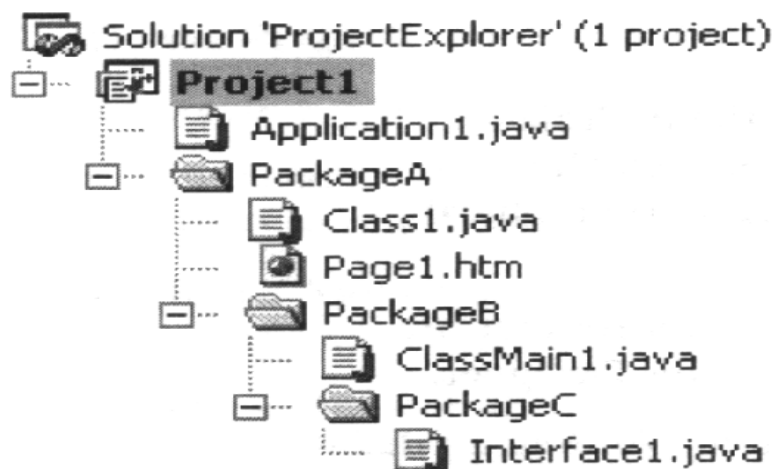 Solution 'ProjectExplorer' (1 project)
Project1
Application1.java
PackageA
Class1.java
Page1.htm
PackageB
ClassMain1.java
PackageC
Interface1.java